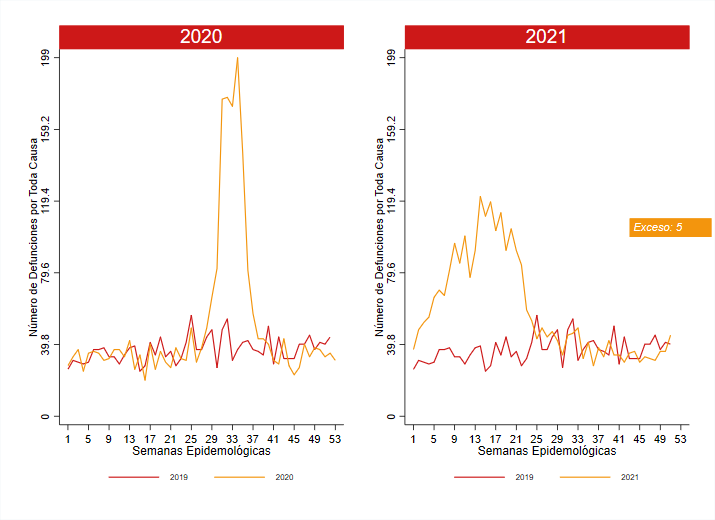 2020
2021
Número de Defunciones por Toda Causa
199
159.2
119.4
79.6
39.8
0
1 5 9 13 17 21 25 29 33 37 41 45 49 53
Semanas Epidemiológicas
2019 2020
Número de Defunciones por Toda Causa
199
159.2
119.4
79.6
39.8
0
Exceso: 5
1 5 9 13 17 21 25 29 33 37 41 45 49 53
Semanas Epidemiológicas
2019 2021